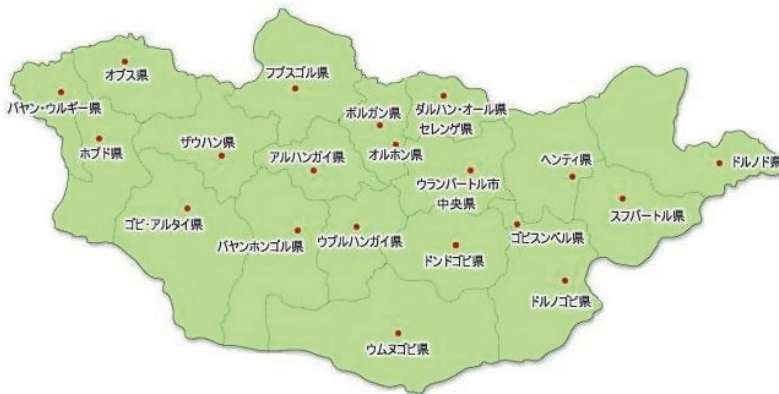 オブス県
フブスゴル県
バヤン・ウルギー県
ボルガン県
ダルハン・オール県
セレンゲ県
ホブド県
ザウハン県
アルハンガイ県
オルホン県
ヘンティ県
ドルノド県
ウランバートル市
中央県
スフバートル県
ゴビ・アルタイ県
バヤンホンゴル県
ウブルハンガイ県
ゴビスンベル県
ドンドゴビ県
ドルノゴビ県
ウムヌゴビ県